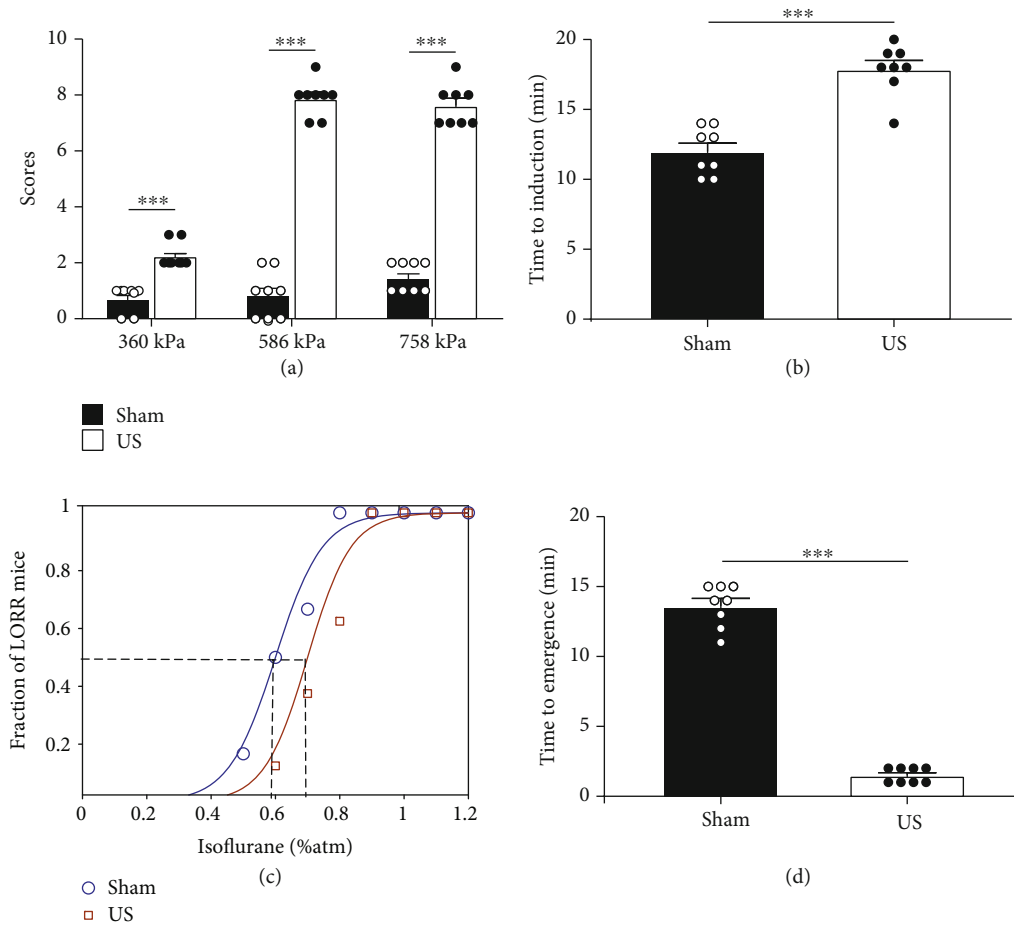 ***
***
***
10
8
6
4
2
0
Scores
360 kPa
586 kPa
758 kPa
(a)
Sham
US
***
20
15
10
5
0
Time to induction (min)
Sham
US
(b)
1
0.8
0.6
0.4
0.2
Fraction of LORR mice
0
0.2
0.4
0.6
0.8
1
1.2
Isoflurane (%atm)
(c)
Sham
US
***
20
15
10
5
0
Time to emergence (min)
Sham
US
(d)